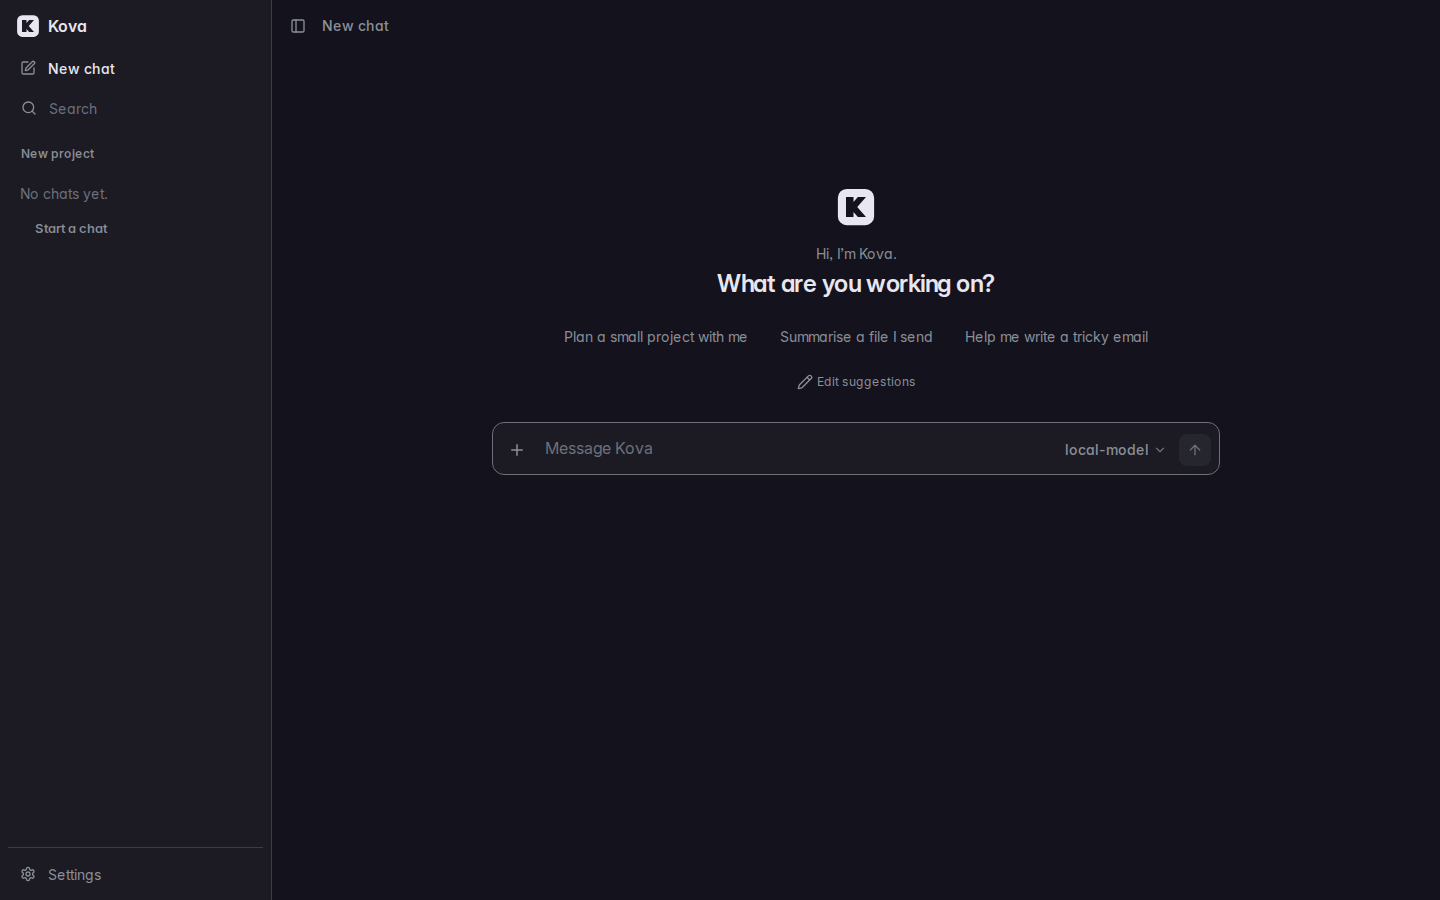 Kova
New chat
Search
New project
No chats yet.
Start a chat
Settings
New chat
Hi, I’m Kova.
What are you working on?
Plan a small project with me
Summarise a file I send
Help me write a tricky email
Edit suggestions
Message Kova
local-model